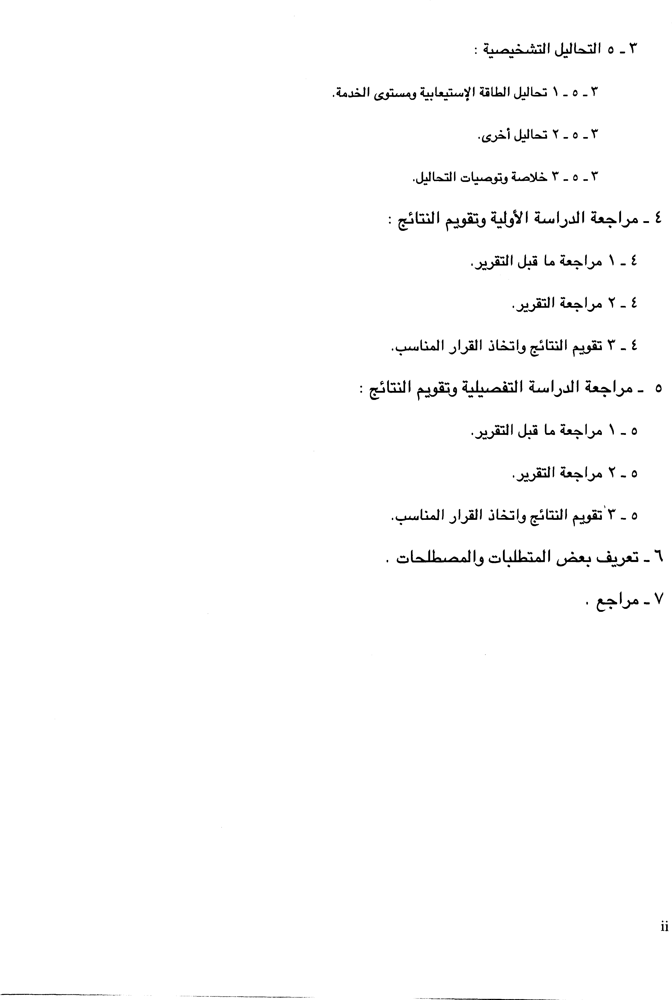 ٣ ـ ٥ التحاليل التشخيصية :
٣ ـ ٥ ـ ١ تحاليل الطاقة الإستيعابية ومستوى الخدمة.
٣ ـ ٥ ـ ٢ تحاليل أخرى.
٣ ـ ٥ ـ ٣ خلاصة وتوصيات التحاليل.
٤ ـ مراجعة الدراسة الأولية وتقويم النتائج :
٤ ـ ١ مراجعة ما قبل التقرير.
٤ ـ ٢ مراجعة التقرير.
٤ ـ ٣ تقويم النتائج واتخاذ القرار المناسب.
٥ ـ مراجعة الدراسة التفصيلية وتقويم النتائج :
٥ ـ ١ مراجعة ما قبل التقرير.
٥ ـ ٢ مراجعة التقرير.
٥ ـ ٣ تقويم النتائج واتخاذ القرار المناسب.
٦ ـ تعريف بعض المتطلبات والمصطلحات .
٧ ـ مراجع .
ii